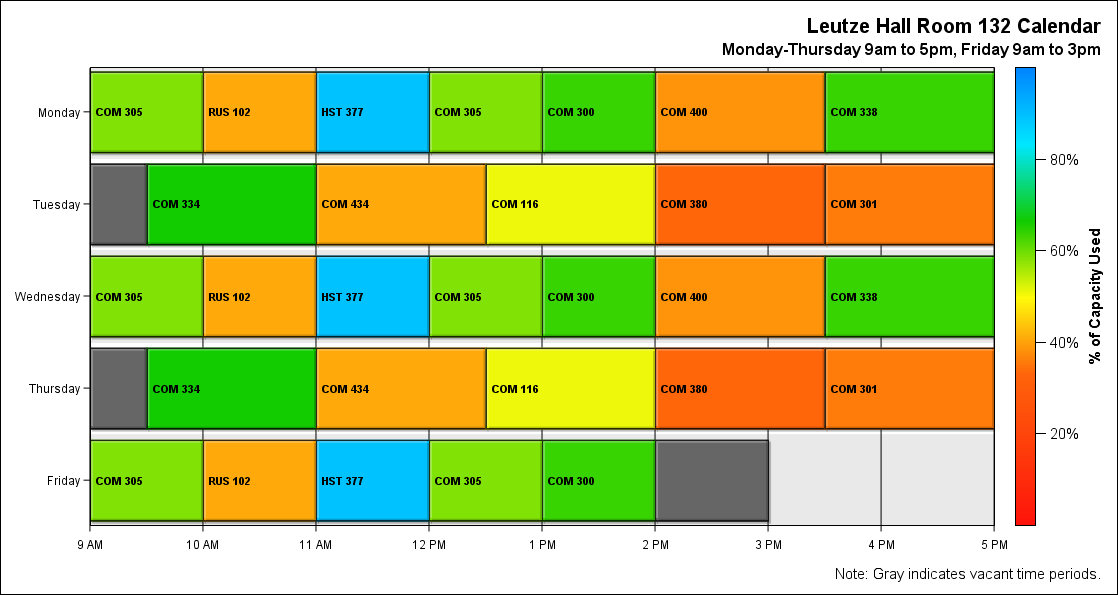 Leutze Hall Room 132 Calendar
Monday-Thursday 9am to 5pm, Friday 9am to 3pm
Monday COM 305 RUS 102 HST 377 COM 305 COM 300 COM 400 COM 338
80%
Tuesday COM 334 COM 434 COM 116 COM 380 COM 301
60%
Wednesday COM 305 RUS 102 HST 377 COM 305 COM 300 COM 400 COM 338
% of Capacity Used
40%
Thursday COM 334 COM 434 COM 116 COM 380 COM 301
20%
Friday COM 305 RUS 102 HST 377 COM 305 COM 300
9 AM 10 AM 11 AM 12 PM 1 PM 2 PM 3 PM 4 PM 5 PM
Note: Gray indicates vacant time periods.